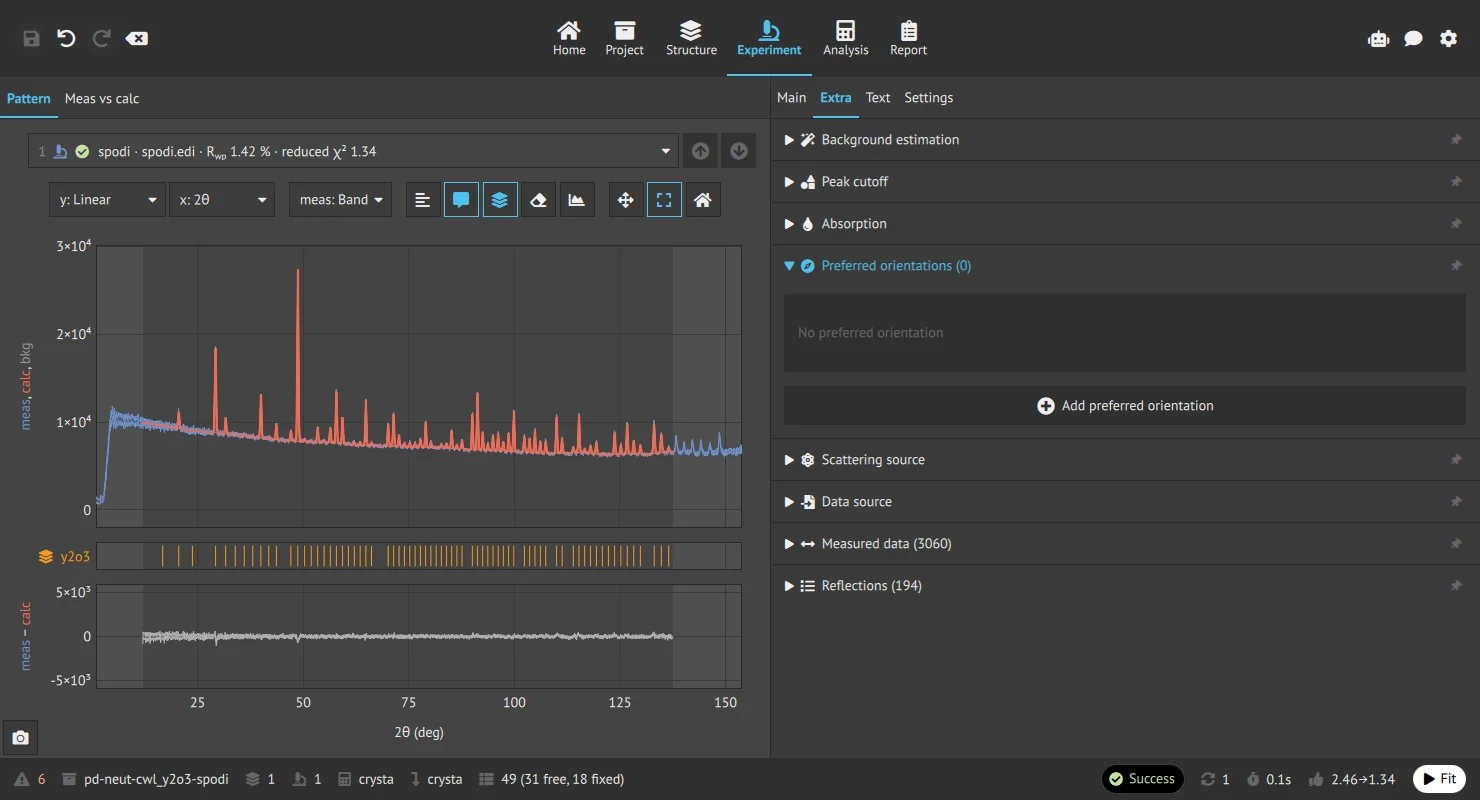 Home
Project
Structure
Experiment
Analysis
Report
Pattern
Meas vs calc
1 spodi · spodi.edi · Rwp 1.42 % · reduced χ² 1.34
y: Linear
x: 2θ
meas: Band
3×10⁴
2×10⁴
1×10⁴
0
meas, calc, bkg
y2o3
5×10³
0
-5×10³
meas − calc
25 50 75 100 125 150
2θ (deg)
Main
Extra
Text
Settings
Background estimation
Peak cutoff
Absorption
Preferred orientations (0)
No preferred orientation
Add preferred orientation
Scattering source
Data source
Measured data (3060)
Reflections (194)
6 pd-neut-cwl_y2o3-spodi 1 1 crysta crysta 49 (31 free, 18 fixed)
Success 1 0.1s 2.46→1.34 Fit